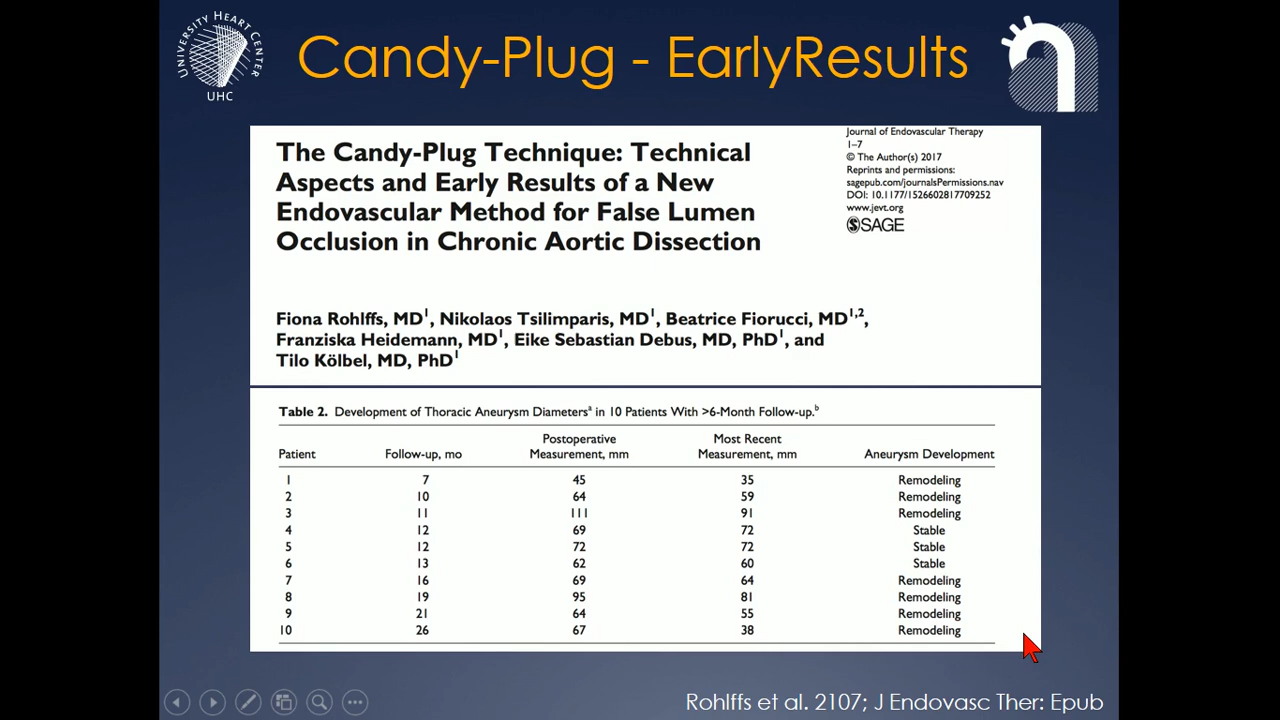 UNIVERSITY HEART CENTER
UHC
Candy-Plug - EarlyResults
The Candy-Plug Technique: Technical
Aspects and Early Results of a New
Endovascular Method for False Lumen
Occlusion in Chronic Aortic Dissection
Journal of Endovascular Therapy
1–7
© The Author(s) 2017
Reprints and permissions:
sagepub.com/journalsPermissions.nav
DOI: 10.1177/1526602817709252
www.jevt.org
SAGE
Fiona Rohlffs, MD1, Nikolaos Tsilimparis, MD1, Beatrice Fiorucci, MD1,2,
Franziska Heidemann, MD1, Eike Sebastian Debus, MD, PhD1, and
Tilo Kölbel, MD, PhD1
Table 2. Development of Thoracic Aneurysm Diametersa in 10 Patients With >6-Month Follow-up.b
Patient Follow-up, mo Postoperative Measurement, mm Most Recent Measurement, mm Aneurysm Development
1 7 45 35 Remodeling
2 10 64 59 Remodeling
3 11 111 91 Remodeling
4 12 69 72 Stable
5 12 72 72 Stable
6 13 62 60 Stable
7 16 69 64 Remodeling
8 19 95 81 Remodeling
9 21 64 55 Remodeling
10 26 67 38 Remodeling
Rohlffs et al. 2107; J Endovasc Ther: Epub